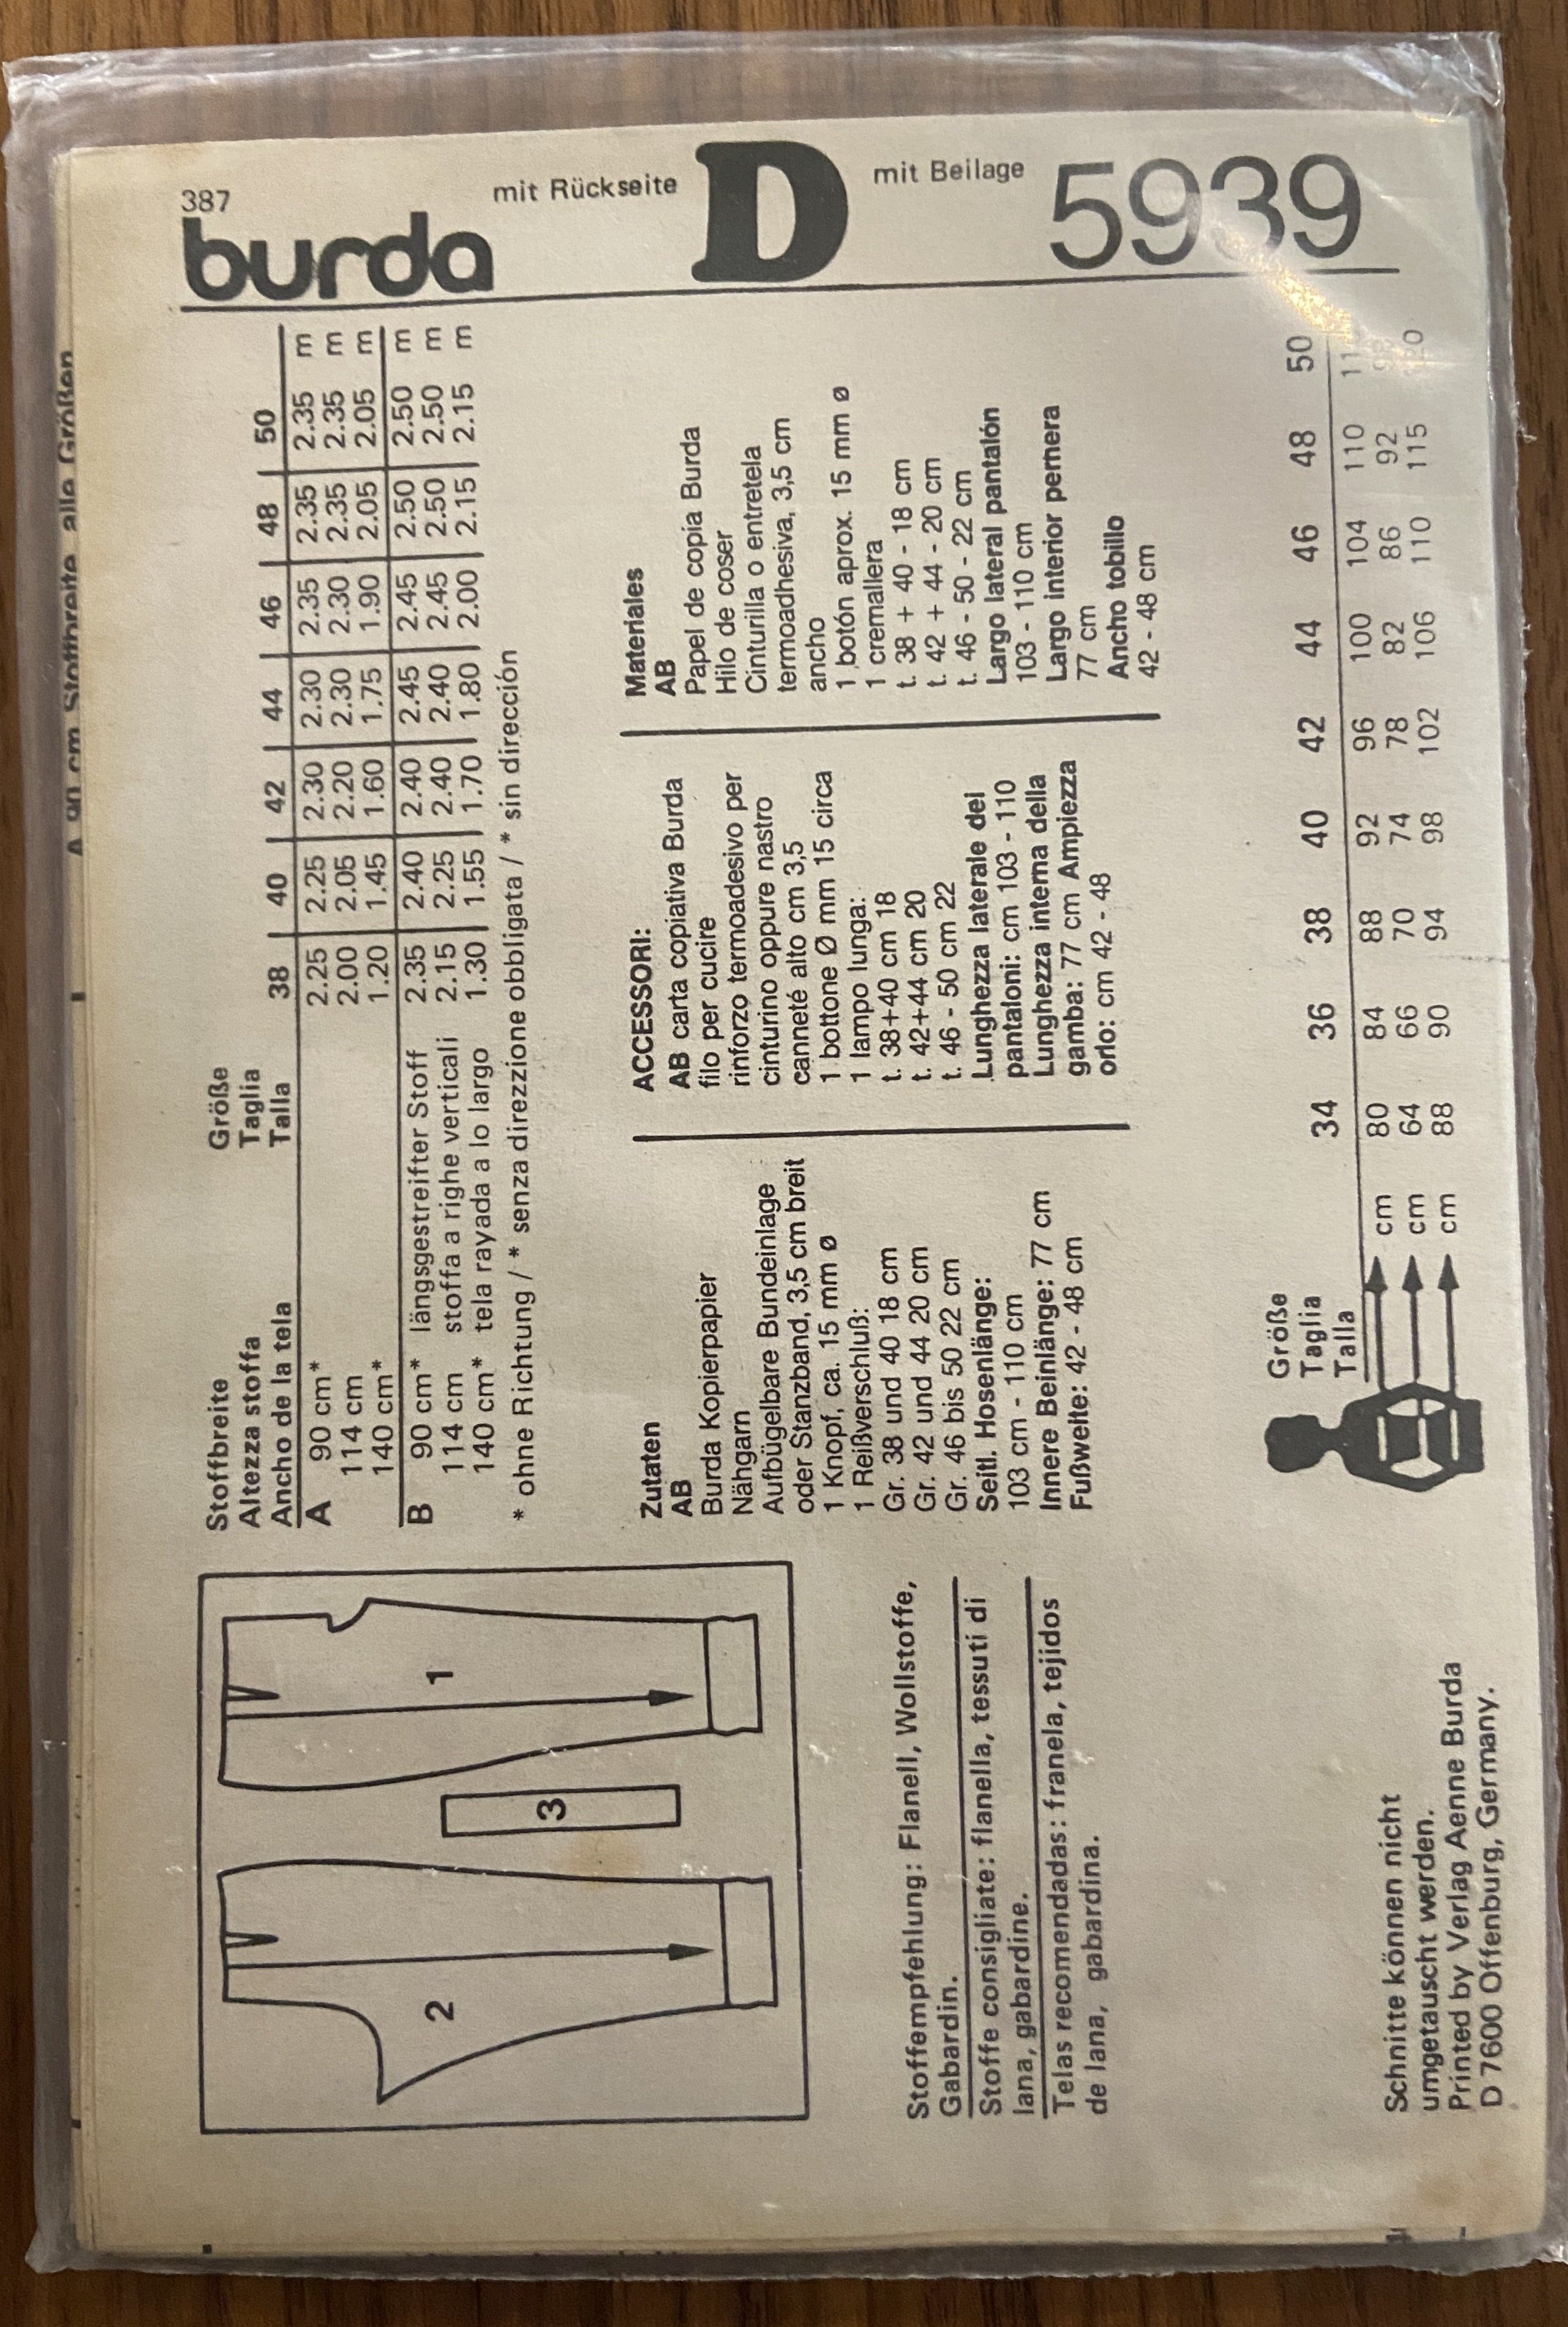 A 90 cm Stoffbreite alle Größen
387
burda
mit Rückseite
D
mit Beilage
5939
Stoffbreite Größe
Altezza stoffa Taglia
Ancho de la tela Talla 38 40 42 44 46 48 50
A 90 cm* 2.25 2.25 2.30 2.30 2.35 2.35 2.35 m
114 cm 2.00 2.05 2.20 2.30 2.30 2.35 2.35 m
140 cm* 1.20 1.45 1.60 1.75 1.90 2.05 2.05 m
B 90 cm* längsgestreifter Stoff 2.35 2.40 2.40 2.45 2.45 2.50 2.50 m
114 cm stoffa a righe verticali 2.15 2.25 2.40 2.40 2.45 2.50 2.50 m
140 cm* tela rayada a lo largo 1.30 1.55 1.70 1.80 2.00 2.15 2.15 m
* ohne Richtung / * senza direzzione obbligata / * sin dirección
1
2
3
Zutaten
AB
Burda Kopierpapier
Nähgarn
Aufbügelbare Bundeinlage
oder Stanzband, 3,5 cm breit
1 Knopf, ca. 15 mm ø
1 Reißverschluß:
Gr. 38 und 40 18 cm
Gr. 42 und 44 20 cm
Gr. 46 bis 50 22 cm
Seitl. Hosenlänge:
103 cm - 110 cm
Innere Beinlänge: 77 cm
Fußweite: 42 - 48 cm
ACCESSORI:
AB carta copiativa Burda
filo per cucire
rinforzo termoadesivo per
cinturino oppure nastro
canneté alto cm 3,5
1 bottone Ø mm 15 circa
1 lampo lunga:
t. 38+40 cm 18
t. 42+44 cm 20
t. 46 - 50 cm 22
Lunghezza laterale dei
pantaloni: cm 103 - 110
Lunghezza interna della
gamba: 77 cm Ampiezza
orlo: cm 42 - 48
Materiales
AB
Papel de copia Burda
Hilo de coser
Cinturilla o entretela
termoadhesiva, 3,5 cm
ancho
1 botón aprox. 15 mm ø
1 cremallera
t. 38 + 40 - 18 cm
t. 42 + 44 - 20 cm
t. 46 - 50 - 22 cm
Largo lateral pantalón
103 - 110 cm
Largo interior pernera
77 cm
Ancho tobillo
42 - 48 cm
Stoffempfehlung: Flanell, Wollstoffe,
Gabardin.
Stoffe consigliate: flanella, tessuti di
lana, gabardine.
Telas recomendadas: franela, tejidos
de lana, gabardina.
Größe
Taglia
Talla 34 36 38 40 42 44 46 48 50
cm 80 84 88 92 96 100 104 110
cm 64 66 70 74 78 82 86 92
cm 88 90 94 98 102 106 110 115
Schnitte können nicht
umgetauscht werden.
Printed by Verlag Aenne Burda
D 7600 Offenburg, Germany.